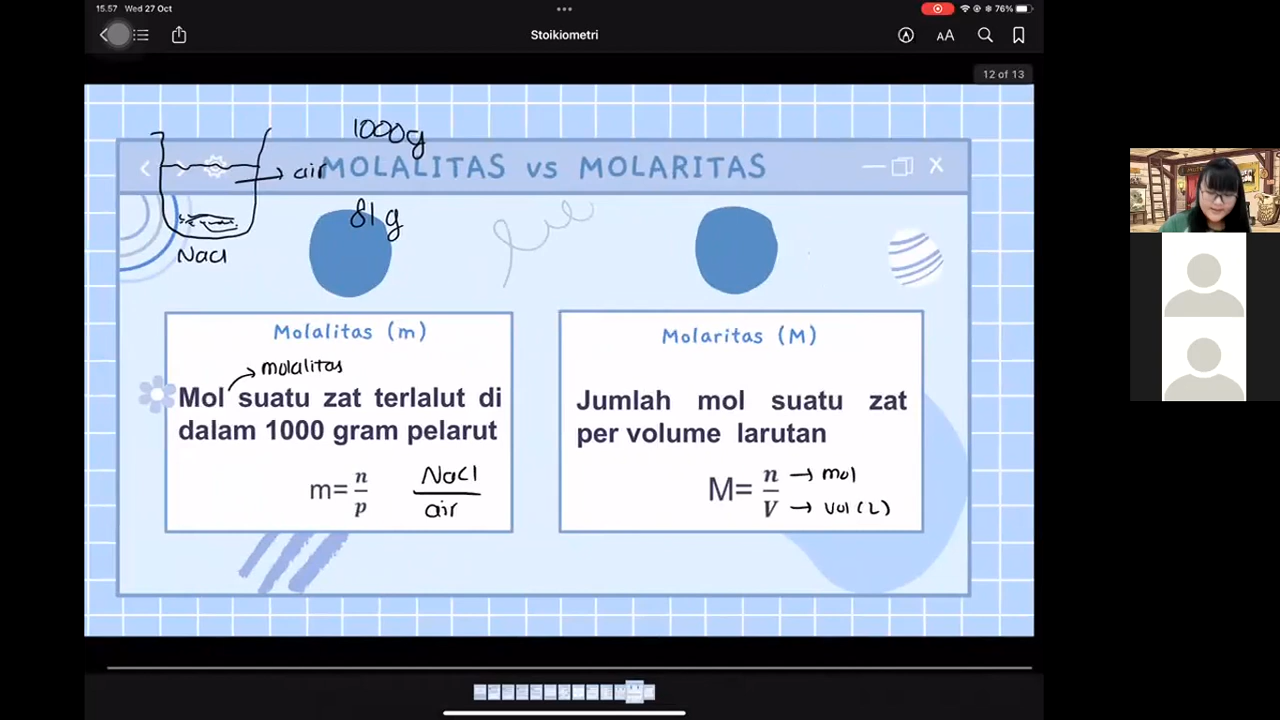 15.57 Wed 27 Oct
76%
Stoikiometri
AA
12 of 13
1000g
air
MOLALITAS vs MOLARITAS
81 g
NaCl
Molalitas (m)
molalitas
Mol suatu zat terlalut di
dalam 1000 gram pelarut
m= n/p
NaCl
air
Molaritas (M)
Jumlah mol suatu zat
per volume larutan
M= n/V
→ mol
→ vol (L)